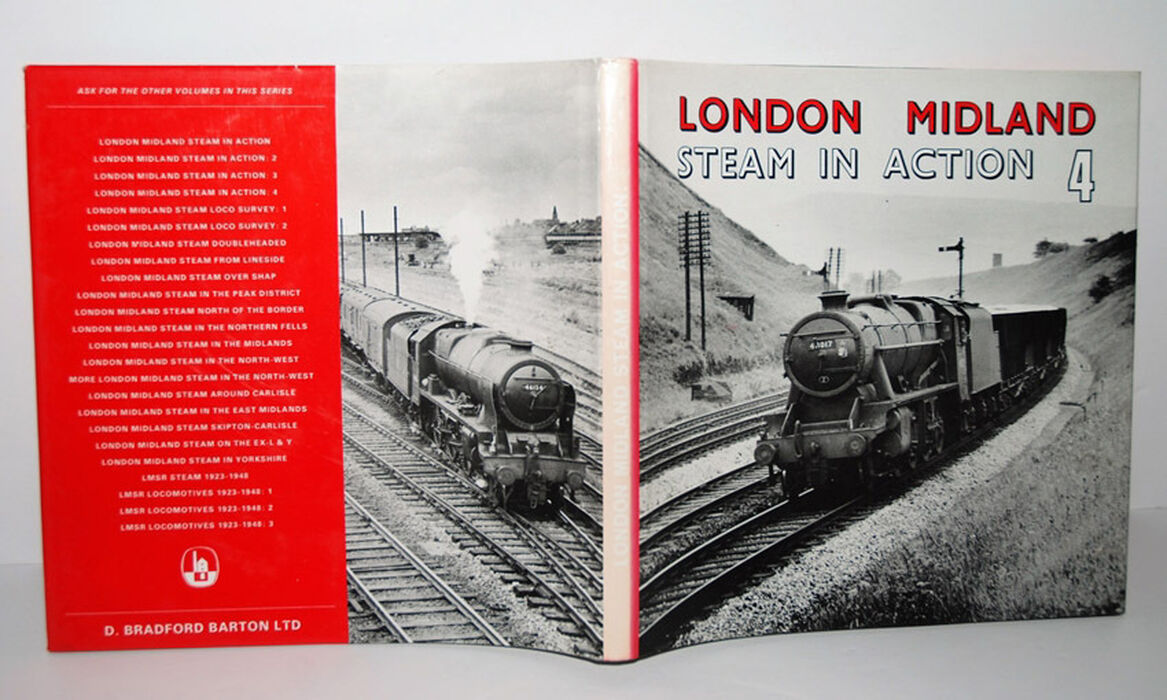 ASK FOR THE OTHER VOLUMES IN THIS SERIES
LONDON MIDLAND STEAM IN ACTION
LONDON MIDLAND STEAM IN ACTION: 2
LONDON MIDLAND STEAM IN ACTION: 3
LONDON MIDLAND STEAM IN ACTION: 4
LONDON MIDLAND STEAM LOCO SURVEY: 1
LONDON MIDLAND STEAM LOCO SURVEY: 2
LONDON MIDLAND STEAM DOUBLEHEADED
LONDON MIDLAND STEAM FROM LINESIDE
LONDON MIDLAND STEAM OVER SHAP
LONDON MIDLAND STEAM IN THE PEAK DISTRICT
LONDON MIDLAND STEAM NORTH OF THE BORDER
LONDON MIDLAND STEAM IN THE NORTHERN FELLS
LONDON MIDLAND STEAM IN THE MIDLANDS
LONDON MIDLAND STEAM IN THE NORTH-WEST
MORE LONDON MIDLAND STEAM IN THE NORTH-WEST
LONDON MIDLAND STEAM AROUND CARLISLE
LONDON MIDLAND STEAM IN THE EAST MIDLANDS
LONDON MIDLAND STEAM SKIPTON-CARLISLE
LONDON MIDLAND STEAM ON THE EX-L & Y
LONDON MIDLAND STEAM IN YORKSHIRE
LMSR STEAM 1923-1948
LMSR LOCOMOTIVES 1923-1948: 1
LMSR LOCOMOTIVES 1923-1948: 2
LMSR LOCOMOTIVES 1923-1948: 3
D. BRADFORD BARTON LTD
LONDON MIDLAND STEAM IN ACTION
LONDON MIDLAND
STEAM IN ACTION 4